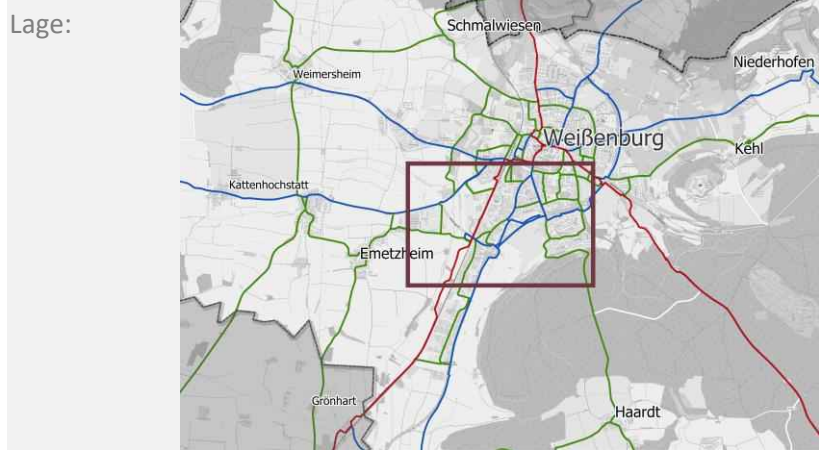 Lage:
Schmalwiesen
Niederhofen
Weimersheim
Weißenburg
Kehl
Kattenhochstatt
Emetzheim
Grönhart
Haardt